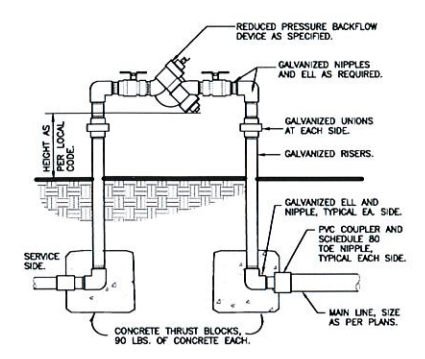 REDUCED PRESSURE BACKFLOW
DEVICE AS SPECIFIED.
GALVANIZED NIPPLES
AND ELL AS REQUIRED.
HEIGHT AS
PER LOCAL
CODE.
GALVANIZED UNIONS
AT EACH SIDE.
GALVANIZED RISERS.
GALVANIZED ELL AND
NIPPLE, TYPICAL EA. SIDE.
PVC COUPLER AND
SCHEDULE 80
TOE NIPPLE,
TYPICAL EACH SIDE.
SERVICE
SIDE.
MAIN LINE, SIZE
AS PER PLANS.
CONCRETE THRUST BLOCKS,
90 LBS. OF CONCRETE EACH.